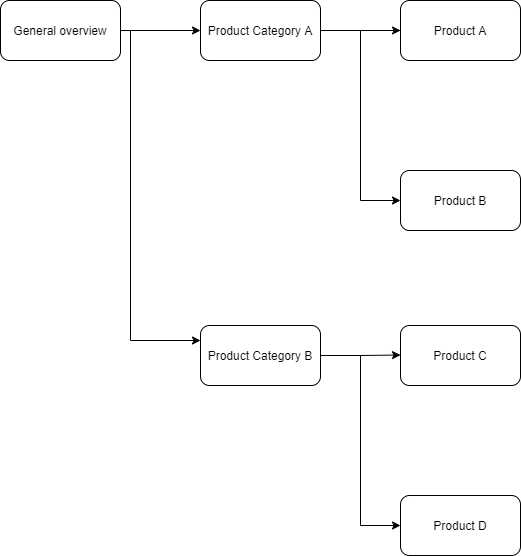 General overview
Product Category A
Product A
Product B
Product Category B
Product C
Product D